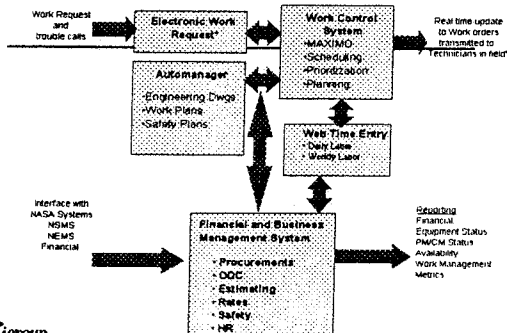 Work Request
and
trouble calls
Electronic Work
Request*
Work Control
System
•MAXIMO
•Scheduling
•Prioritization
•Planning
Real time update
to Work orders
transmitted to
Technicians in field*
Automanager
•Engineering Dwgs
•Work Plans
•Safety Plans
Web Time Entry
• Daily Labor
• Weekly Labor
Interface with
NASA Systems
NSMS
NEMS
Financial
Financial and Business
Management System
• Procurements
• ODC
• Estimating
• Rates
• Safety
• HR
Reporting
Financial
Equipment Status
PM/CM Status
Availability
Work Management
Metrics
group